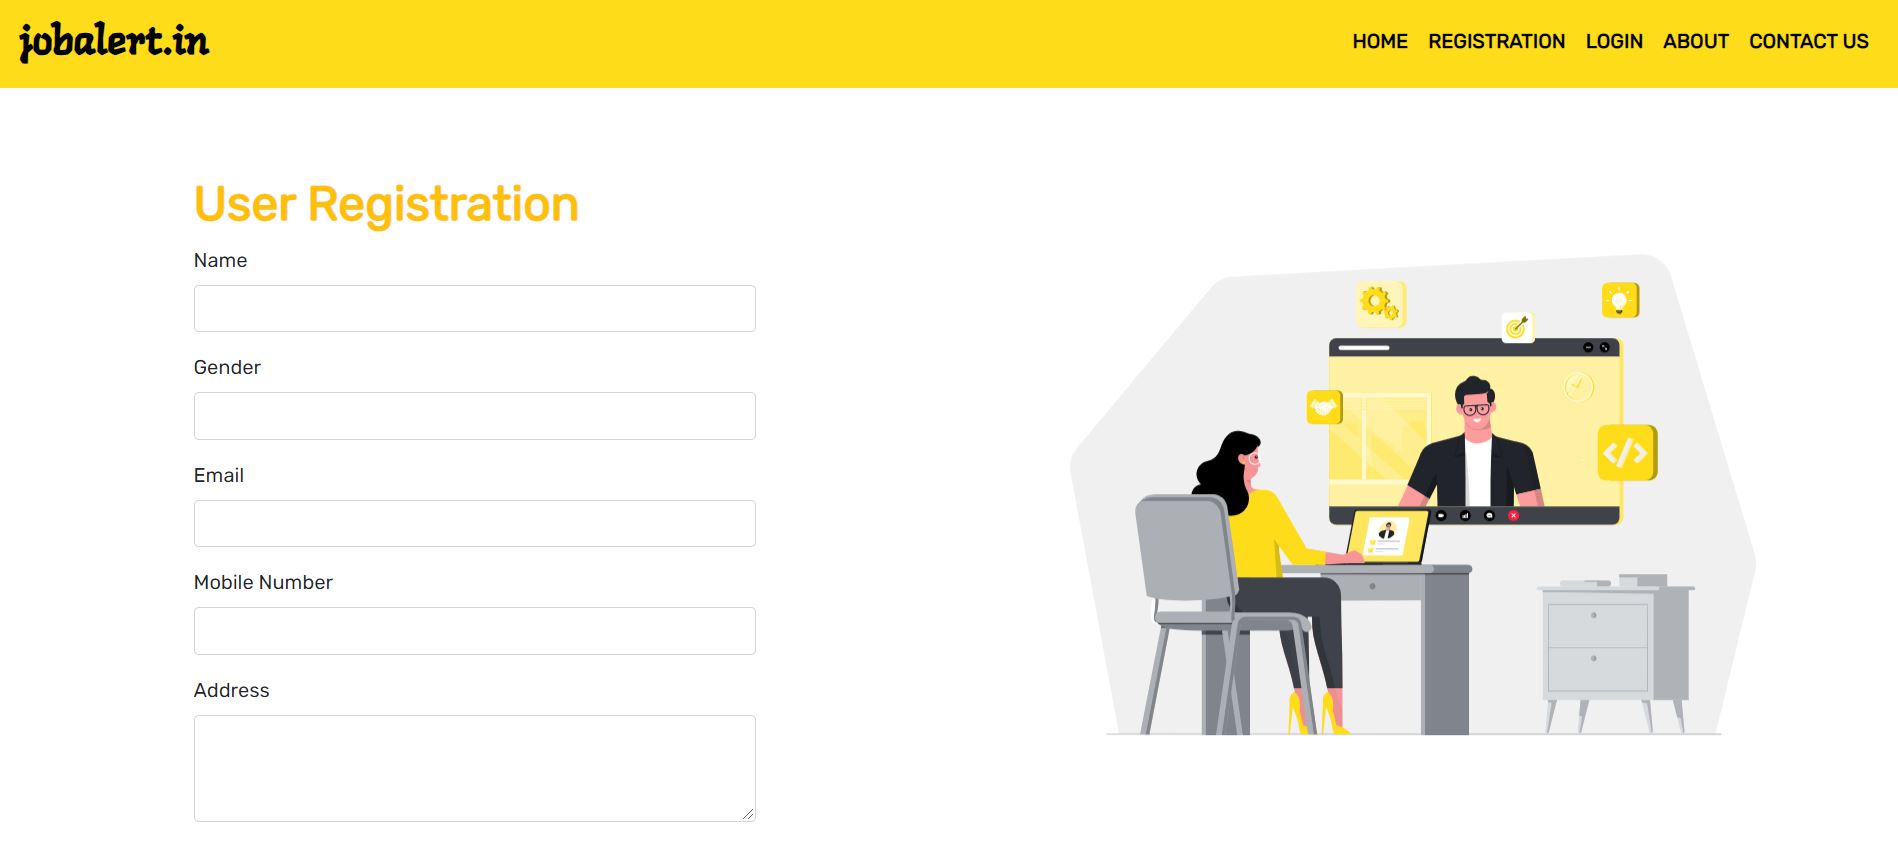 jobalert.in
HOME REGISTRATION LOGIN ABOUT CONTACT US
User Registration
Name
Gender
Email
Mobile Number
Address